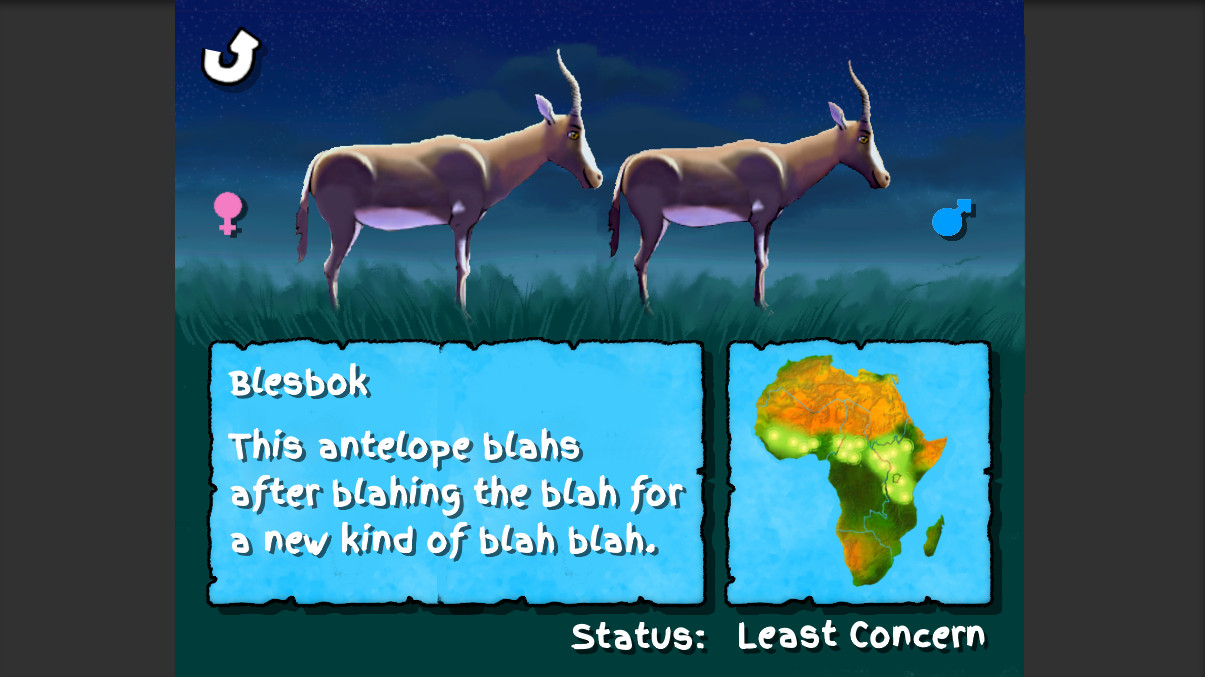 Blesbok
This antelope blahs
after blahing the blah for
a new kind of blah blah.
Status: Least Concern